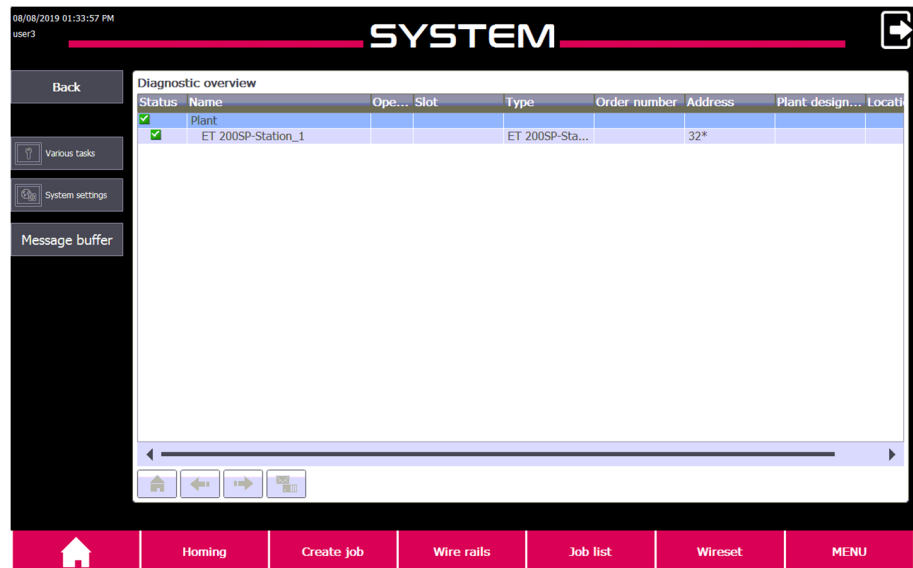 08/08/2019 01:33:57 PM
user3
SYSTEM
Back
Various tasks
System settings
Message buffer
Diagnostic overview
Status Name Ope... Slot Type Order number Address Plant design... Locatio
Plant
ET 200SP-Station_1 ET 200SP-Sta... 32*
Homing Create job Wire rails Job list Wireset MENU